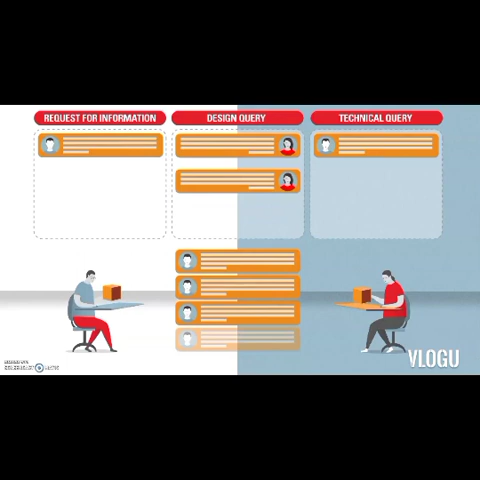 REQUEST FOR INFORMATION
DESIGN QUERY
TECHNICAL QUERY
VLOGU